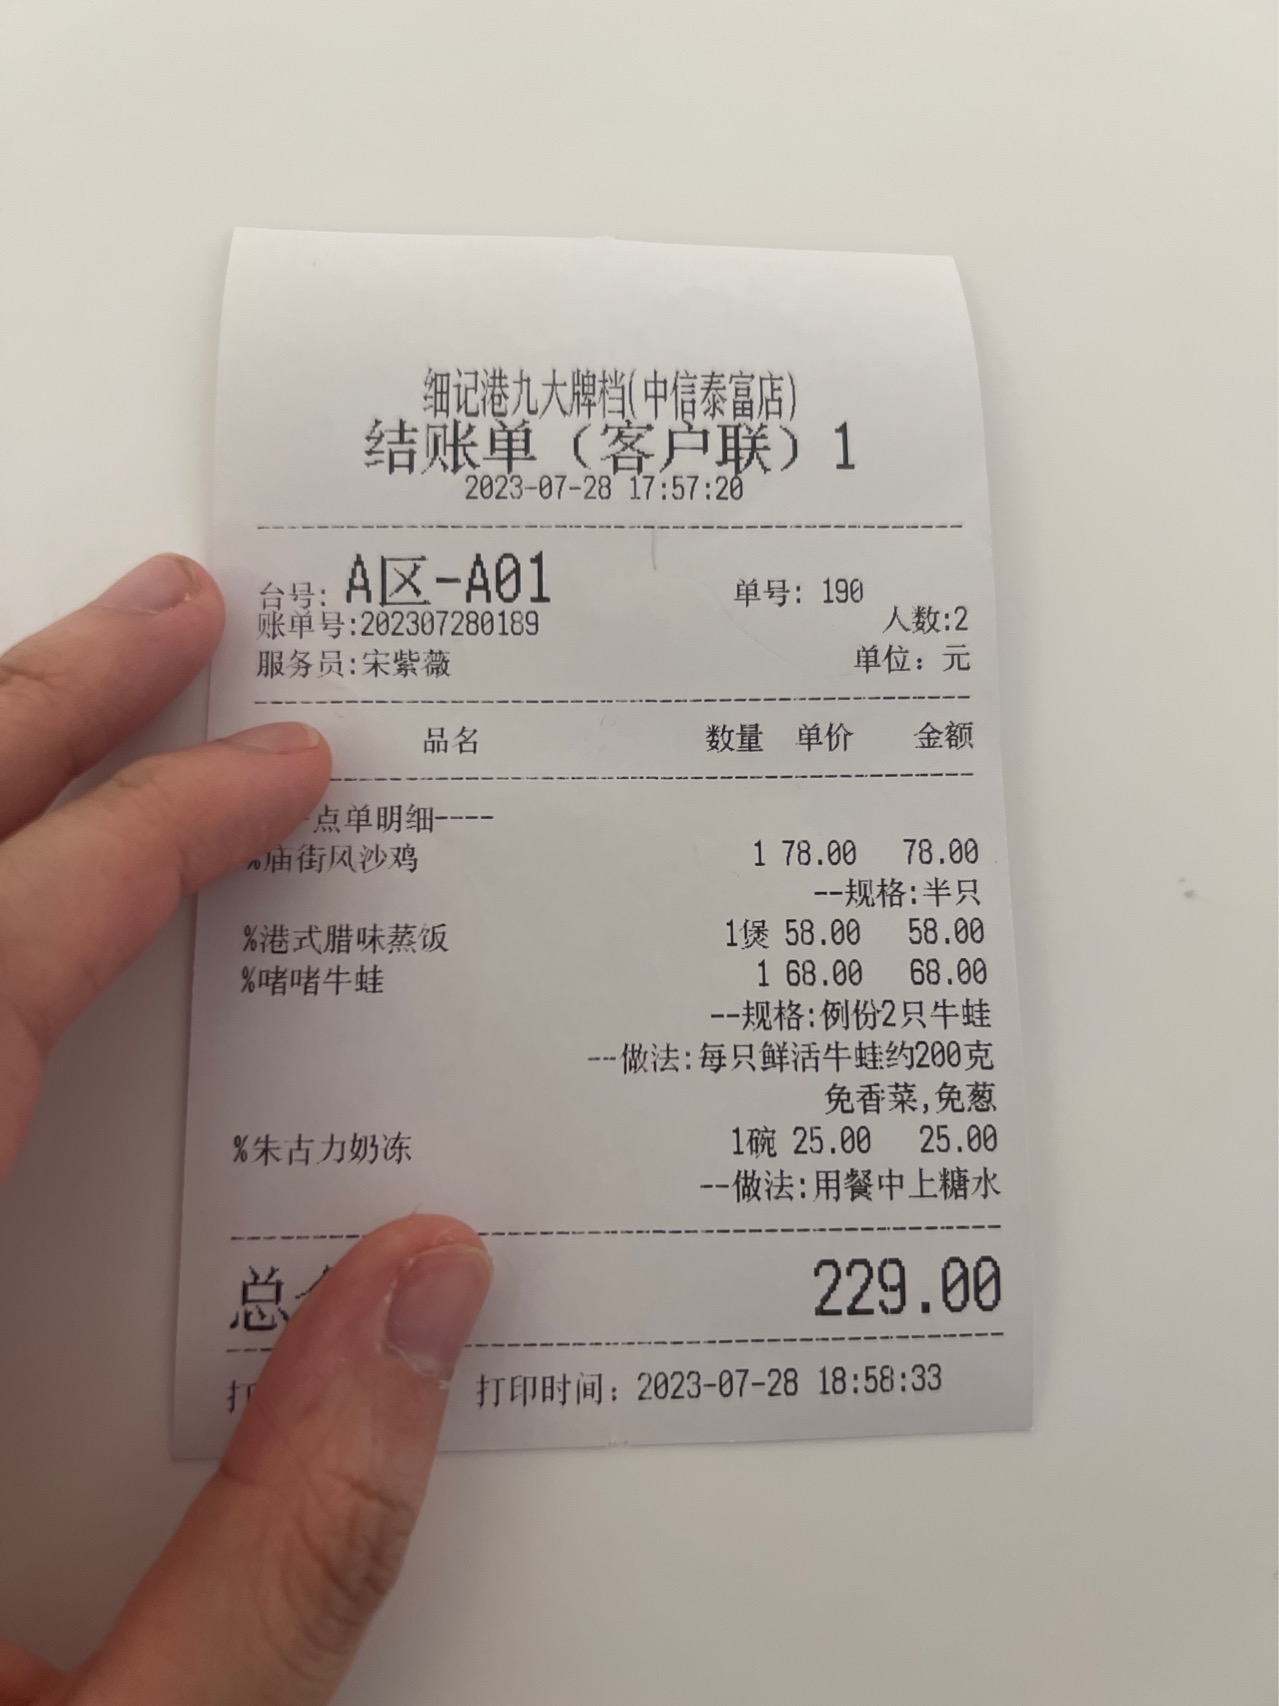 细记港九大牌档(中信泰富店)
结账单（客户联）1
2023-07-28 17:57:20
台号: A区-A01 单号: 190
账单号:202307280189 人数:2
服务员:宋紫薇 单位: 元
品名 数量 单价 金额
点单明细----
%庙街风沙鸡 1 78.00 78.00
--规格:半只
%港式腊味蒸饭 1煲 58.00 58.00
%啫啫牛蛙 1 68.00 68.00
--规格:例份2只牛蛙
--做法:每只鲜活牛蛙约200克
免香菜,免葱
%朱古力奶冻 1碗 25.00 25.00
--做法:用餐中上糖水
总 229.00
打 打印时间: 2023-07-28 18:58:33